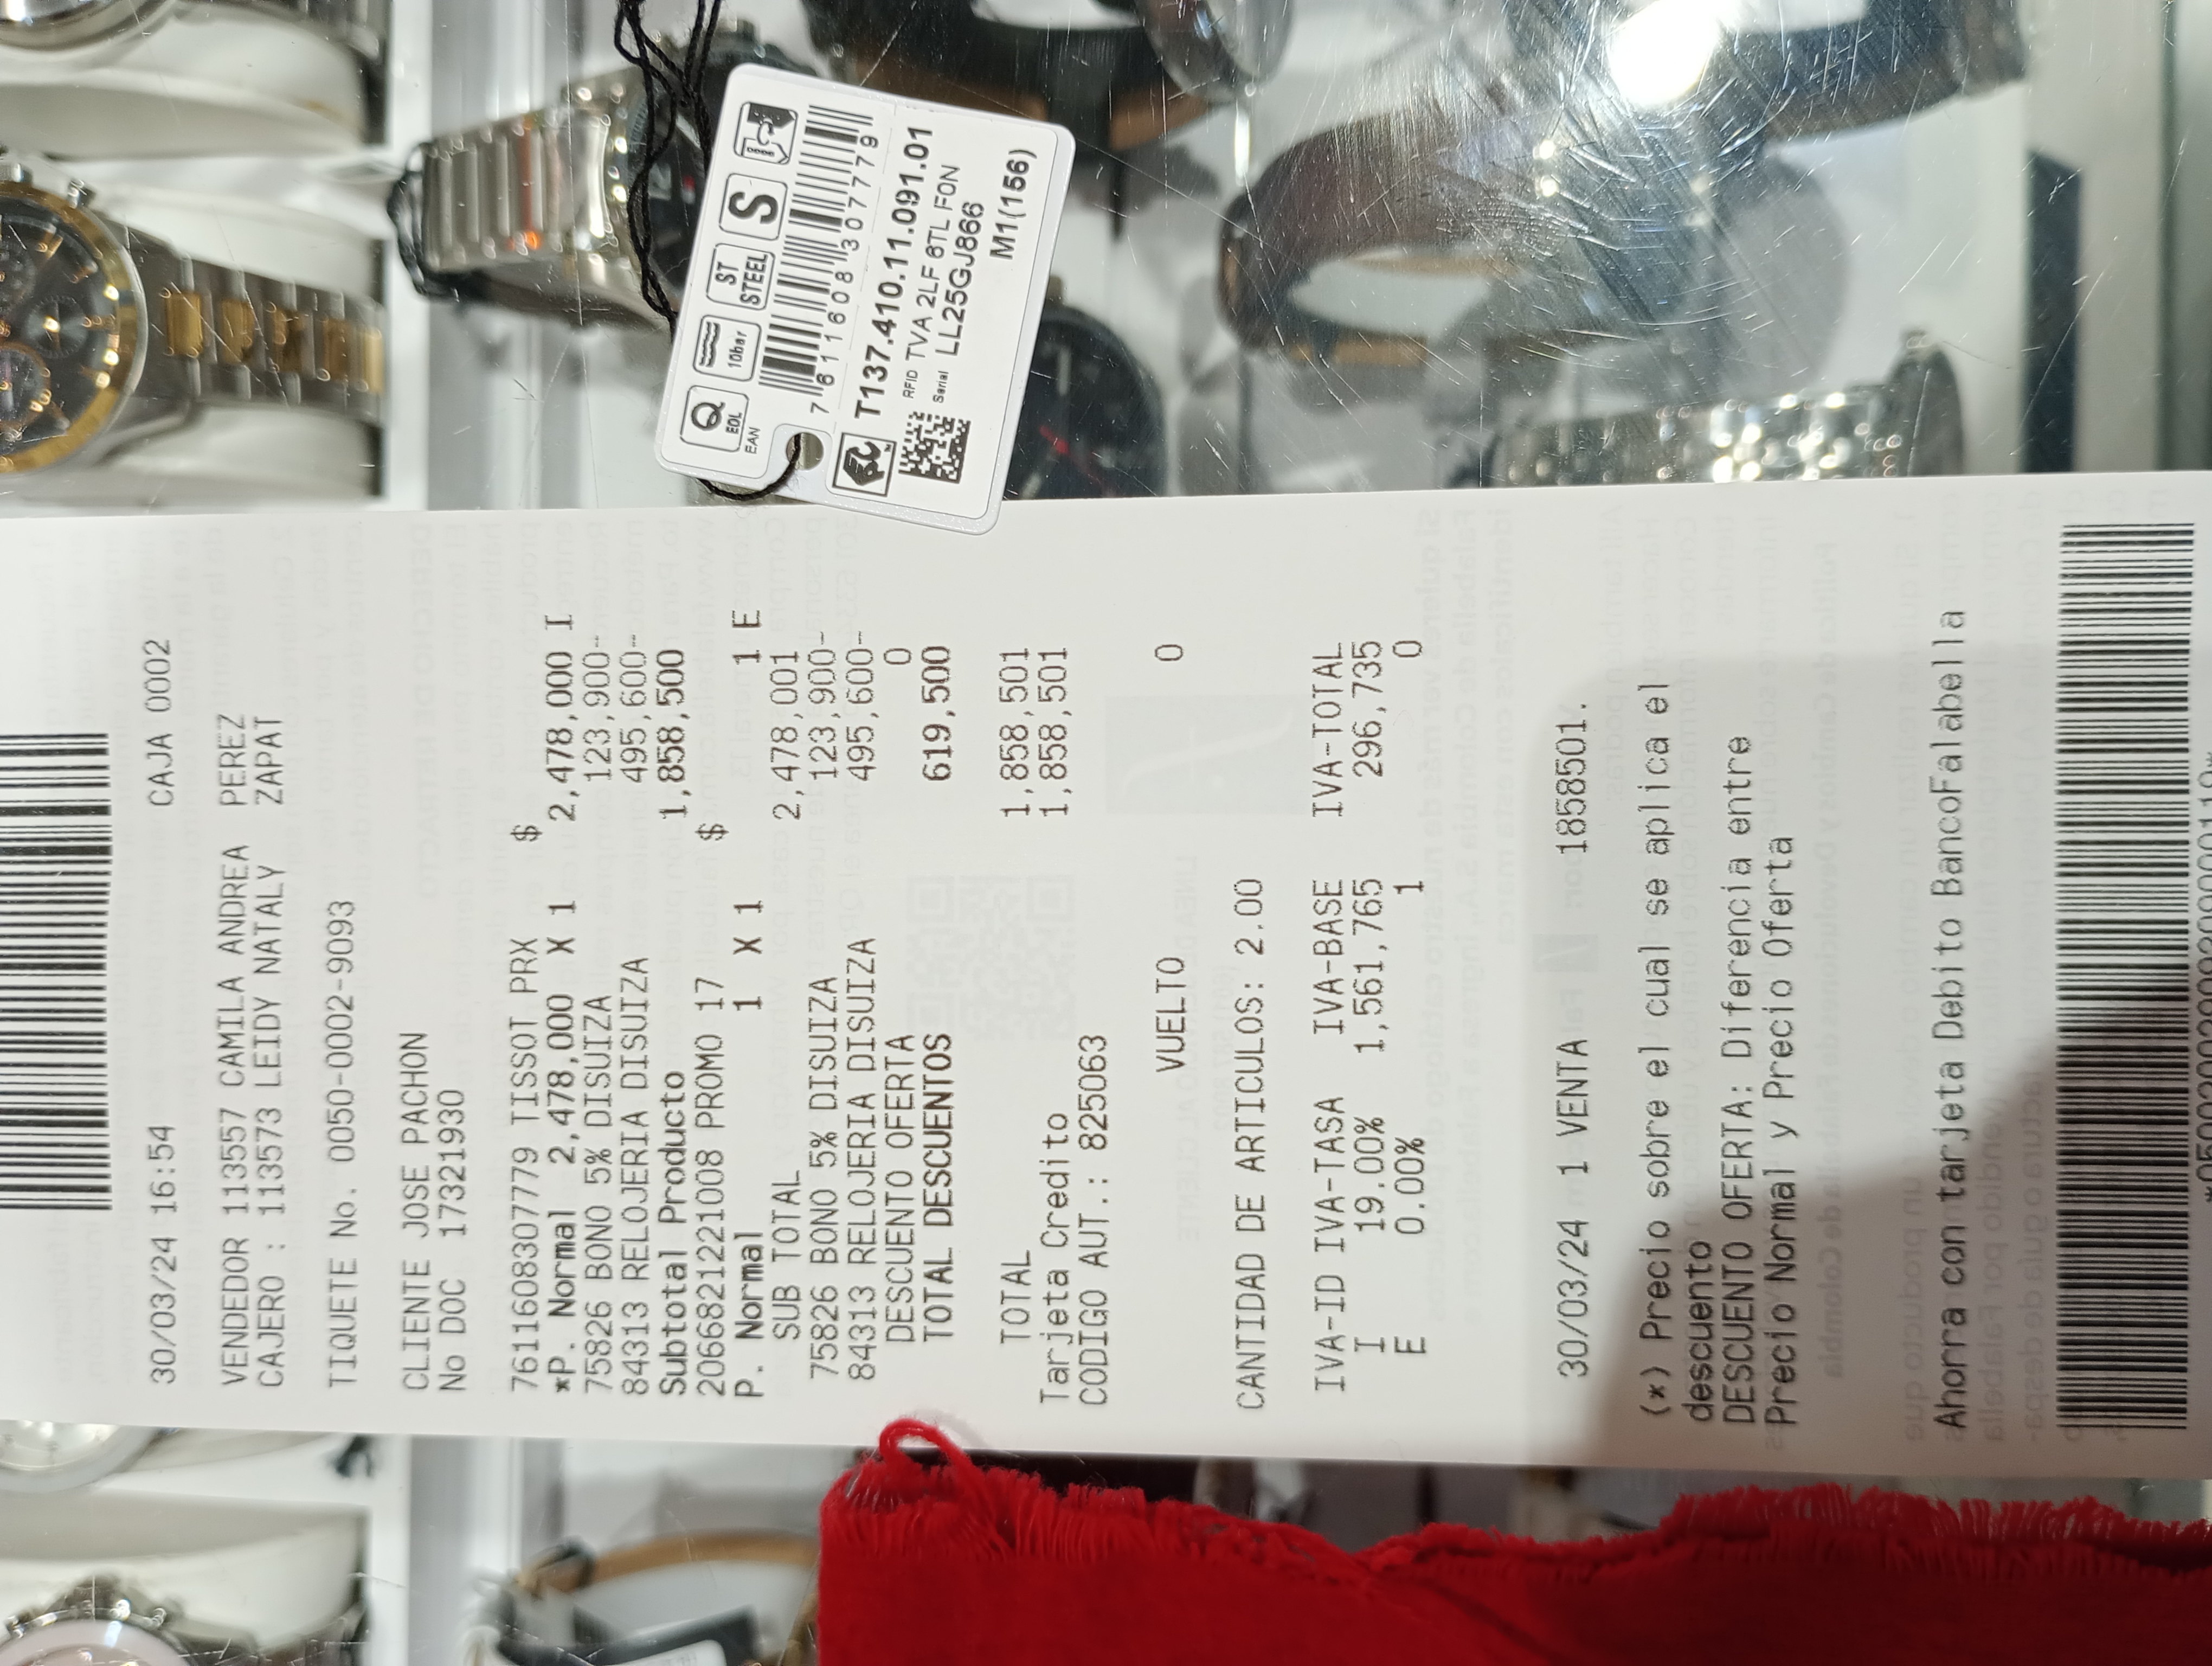 Q
EOL
10bar
ST
STEEL
S
EAN
7 611608 307779
T137.410.11.091.01
RFID TVA 2LF 6TL FON
Serial LL25GJ866
M1(156)
30/03/24 16:54 CAJA 0002
VENDEDOR 113557 CAMILA ANDREA PEREZ
CAJERO : 113573 LEIDY NATALY ZAPAT
TIQUETE No. 0050-0002-9093
CLIENTE JOSE PACHON
No DOC 17321930
7611608307779 TISSOT PRX $
*P. Normal 2,478,000 X 1 2,478,000 I
75826 BONO 5% DISUIZA 123,900-
84313 RELOJERIA DISUIZA 495,600-
Subtotal Producto 1,858,500
2066821221008 PROMO 17 $
P. Normal 1 X 1 1 E
SUB TOTAL 2,478,001
75826 BONO 5% DISUIZA 123,900-
84313 RELOJERIA DISUIZA 495,600-
DESCUENTO OFERTA 0
TOTAL DESCUENTOS 619,500
TOTAL 1,858,501
Tarjeta Credito 1,858,501
CODIGO AUT.: 825063
VUELTO 0
CANTIDAD DE ARTICULOS: 2.00
IVA-ID IVA-TASA IVA-BASE IVA-TOTAL
I 19.00% 1,561,765 296,735
E 0.00% 1 0
30/03/24 1 VENTA 1858501.
(*) Precio sobre el cual se aplica el
descuento
DESCUENTO OFERTA: Diferencia entre
Precio Normal y Precio Oferta
Ahorra con tarjeta Debito BancoFalabella